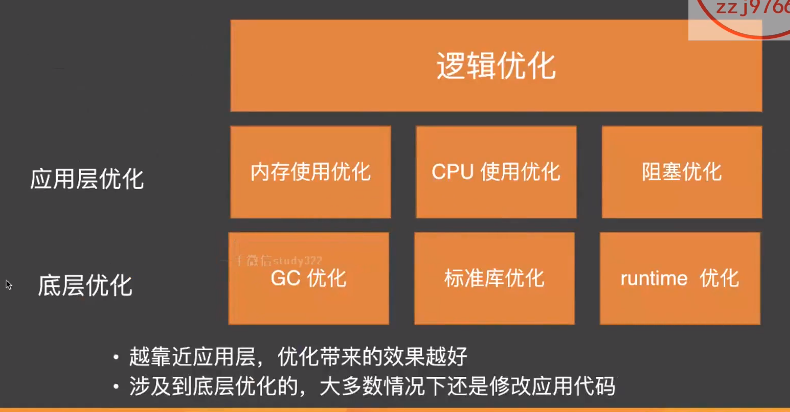 zzj9766
逻辑优化
应用层优化
内存使用优化
CPU 使用优化
阻塞优化
底层优化
GC 优化
标准库优化
runtime 优化
• 越靠近应用层，优化带来的效果越好
• 涉及到底层优化的，大多数情况下还是修改应用代码